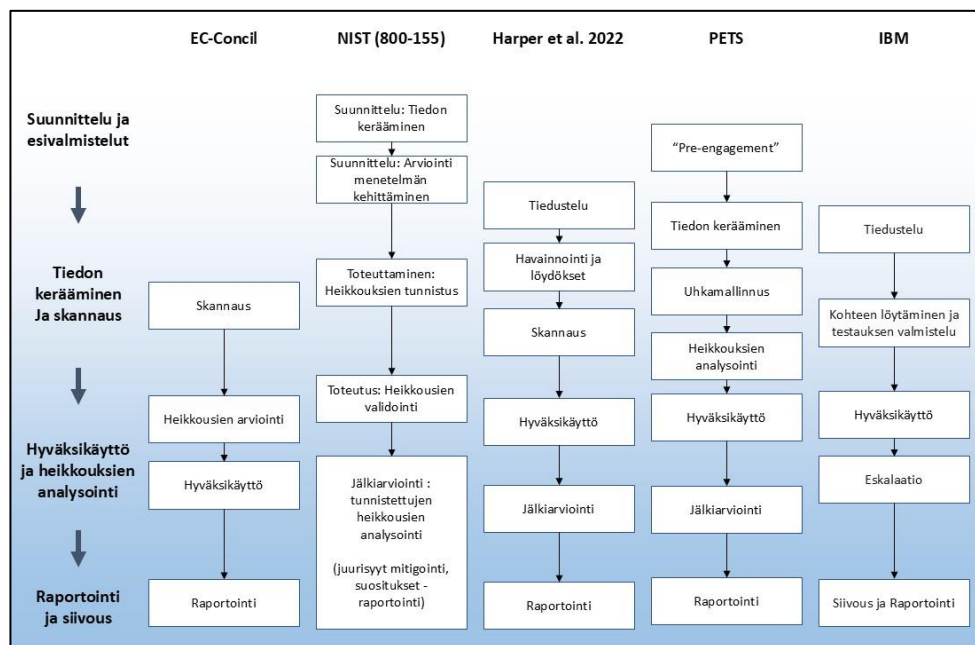 EC-Concil
NIST (800-155)
Harper et al. 2022
PETS
IBM
Suunnittelu ja
esivalmistelut
Tiedon
kerääminen
Ja skannaus
Hyväksikäyttö
ja heikkouksien
analysointi
Raportointi
ja siivous
Skannaus
Heikkousien arviointi
Hyväksikäyttö
Raportointi
Suunnittelu: Tiedon
kerääminen
Suunnittelu: Arviointi
menetelmän
kehittäminen
Toteuttaminen:
Heikkouksien tunnistus
Toteutus: Heikkousien
validointi
Jälkiarviointi :
tunnistettujen
heikkousien
analysointi
(juurisyyt mitigointi,
suositukset -
raportointi)
Tiedustelu
Havainnointi ja
löydökset
Skannaus
Hyväksikäyttö
Jälkiarviointi
Raportointi
“Pre-engagement”
Tiedon kerääminen
Uhkamallinnus
Heikkouksien
analysointi
Hyväksikäyttö
Jälkiarviointi
Raportointi
Tiedustelu
Kohteen löytäminen ja
testauksen valmistelu
Hyväksikäyttö
Eskalaatio
Siivous ja Raportointi